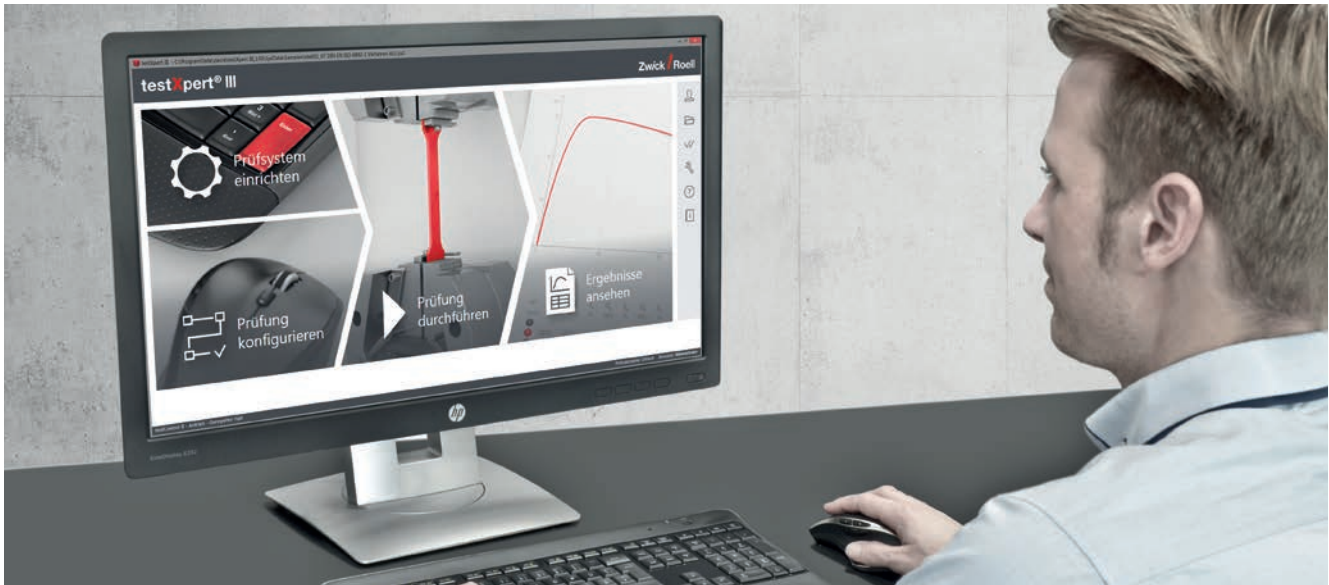 testXpert® III
Zwick / Roell
Prüfsystem
einrichten
Prüfung
konfigurieren
Prüfung
durchführen
Ergebnisse
ansehen
Enter
hp